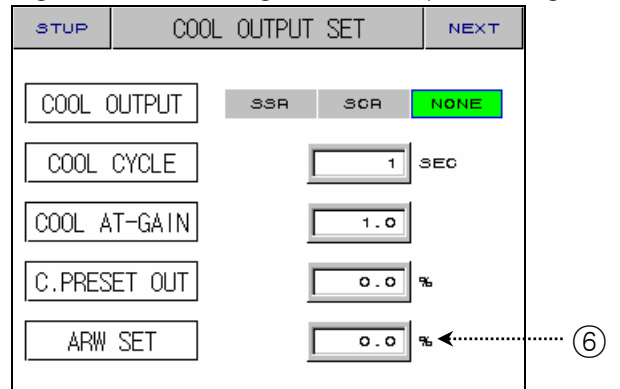 STUP COOL OUTPUT SET NEXT
COOL OUTPUT SSR SCR NONE
COOL CYCLE 1 SEC
COOL AT-GAIN 1.0
C.PRESET OUT 0.0 %
ARW SET 0.0 % ⑥